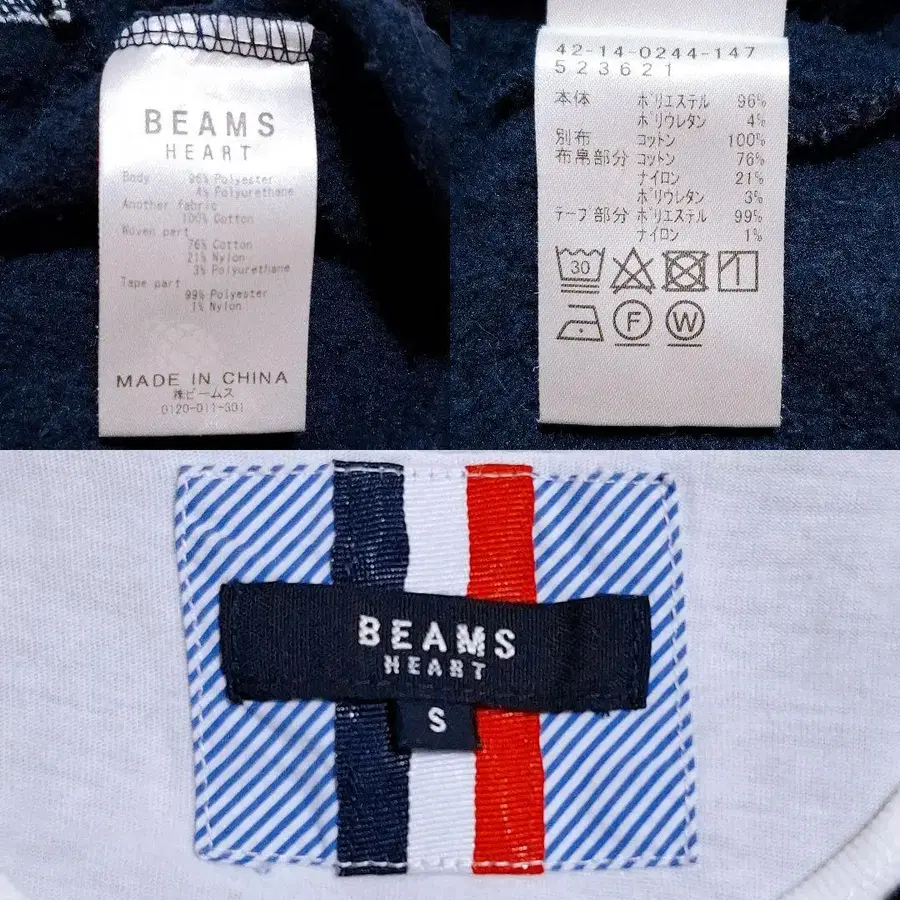 BEAMS
HEART
Body 96% Polyester
4% Polyurethane
Another fabric
100% Cotton
Woven part
76% Cotton
21% Nylon
3% Polyurethane
Tape part
99% Polyester
1% Nylon
MADE IN CHINA
㈱ビームス
0120-011-301
42-14-0244-147
523621
本体 ポリエステル 96%
ポリウレタン 4%
別布 コットン 100%
布帛部分 コットン 76%
ナイロン 21%
ポリウレタン 3%
テープ部分 ポリエステル 99%
ナイロン 1%
30
F W
BEAMS
HEART
S